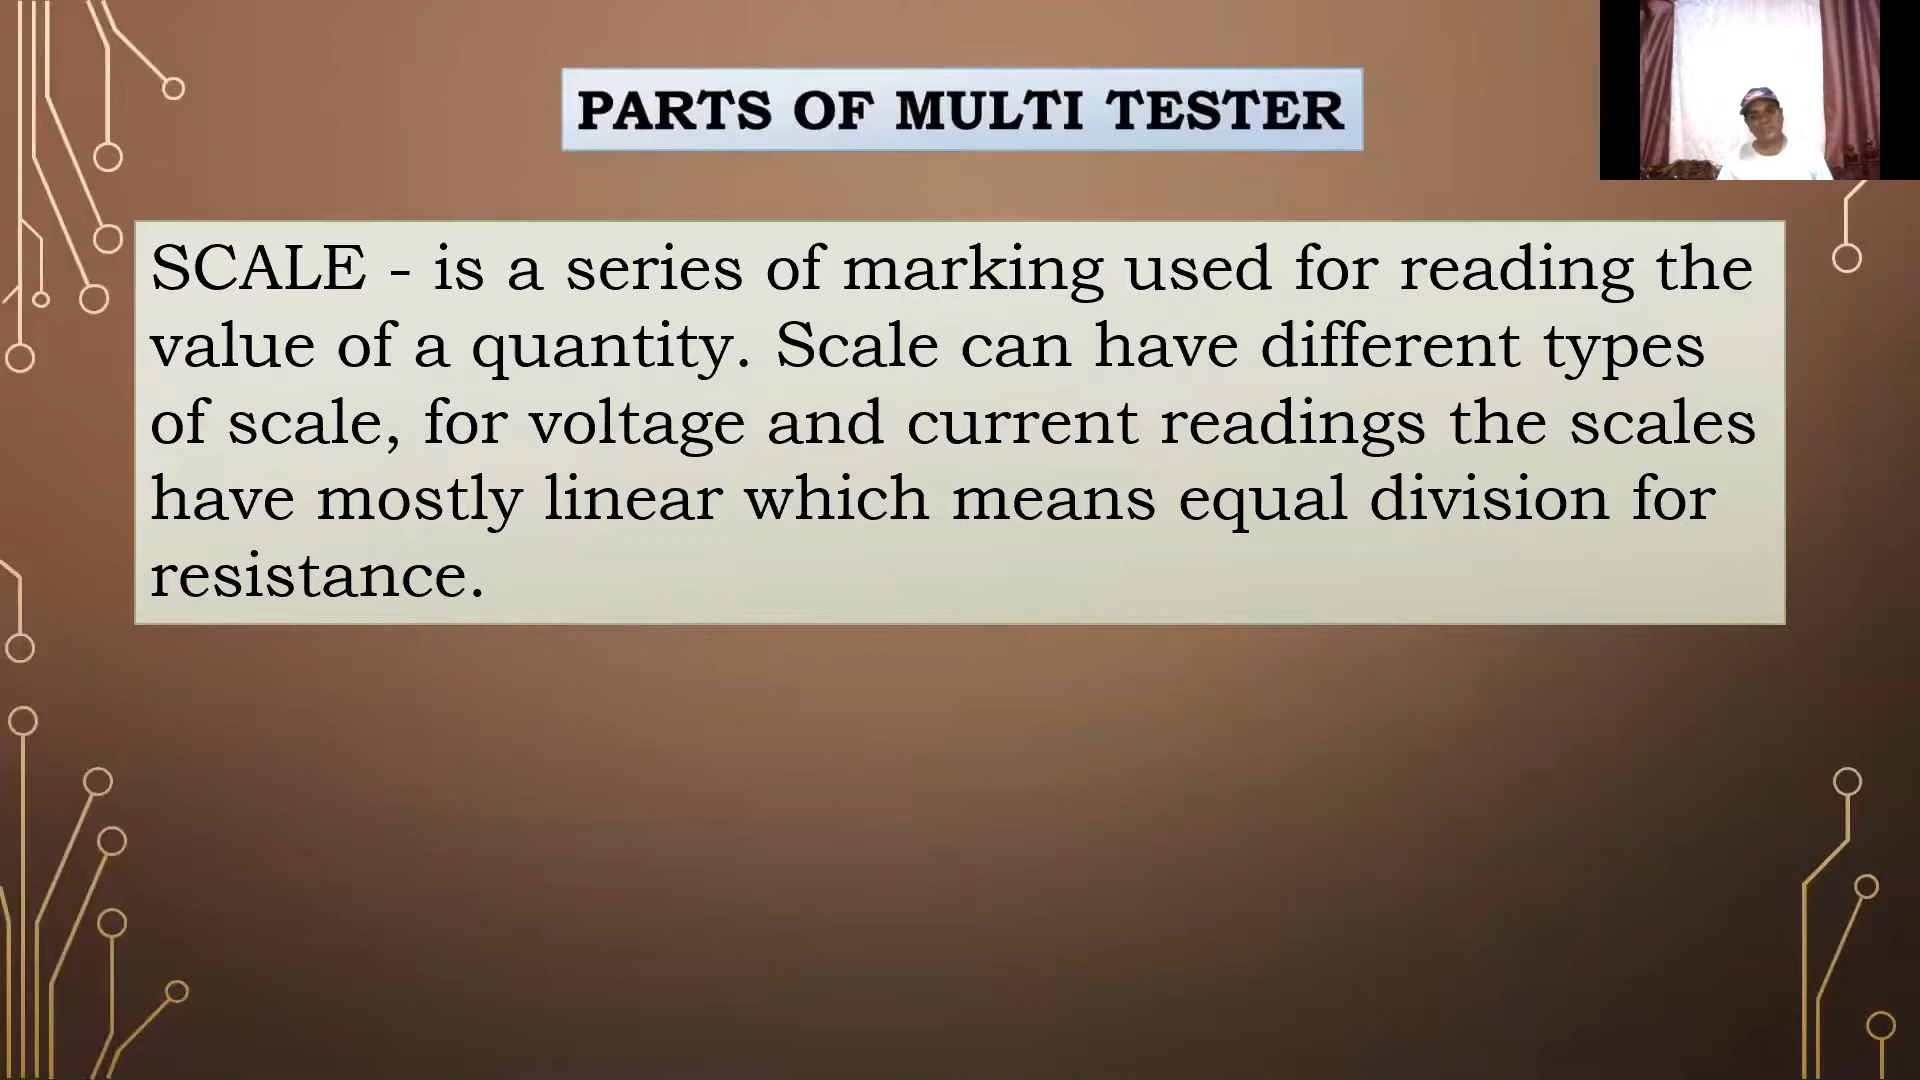 PARTS OF MULTI TESTER
SCALE - is a series of marking used for reading the
value of a quantity. Scale can have different types
of scale, for voltage and current readings the scales
have mostly linear which means equal division for
resistance.